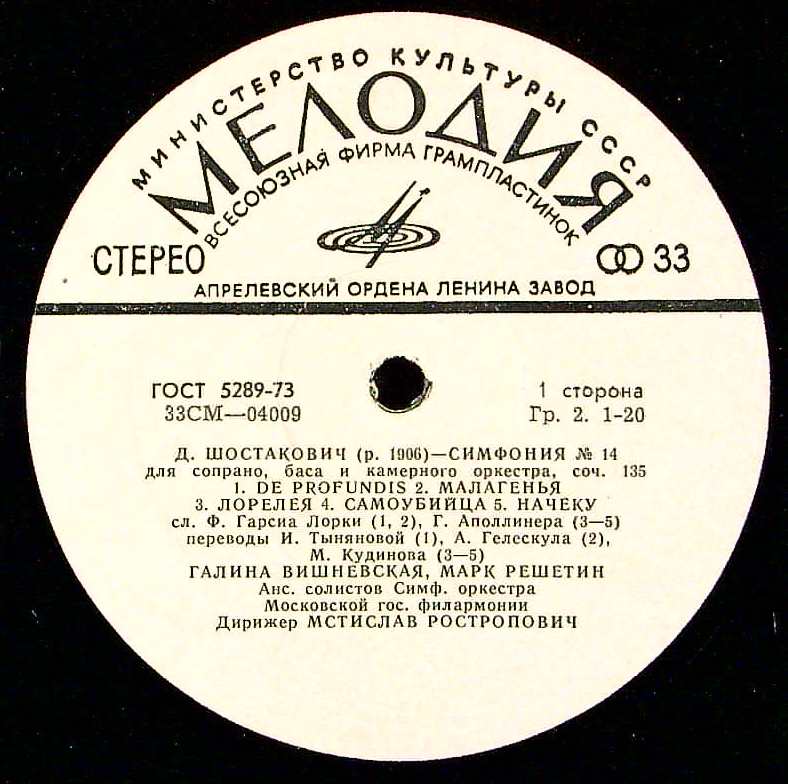 МИНИСТЕРСТВО КУЛЬТУРЫ СССР
МЕЛОДИЯ
ВСЕСОЮЗНАЯ ФИРМА ГРАМПЛАСТИНОК
СТЕРЕО
33
АПРЕЛЕВСКИЙ ОРДЕНА ЛЕНИНА ЗАВОД
ГОСТ 5289-73
1 сторона
33СМ—04009
Гр. 2. 1-20
Д. ШОСТАКОВИЧ (р. 1906)—СИМФОНИЯ № 14
для сопрано, баса и камерного оркестра, соч. 135
1. DE PROFUNDIS 2. МАЛАГЕНЬЯ
3. ЛОРЕЛЕЯ 4. САМОУБИЙЦА 5. НАЧЕКУ
сл. Ф. Гарсиа Лорки (1, 2), Г. Аполлинера (3—5)
переводы И. Тыняновой (1), А. Гелескула (2),
М. Кудинова (3—5)
ГАЛИНА ВИШНЕВСКАЯ, МАРК РЕШЕТИН
Анс. солистов Симф. оркестра
Московской гос. филармонии
Дирижер МСТИСЛАВ РОСТРОПОВИЧ